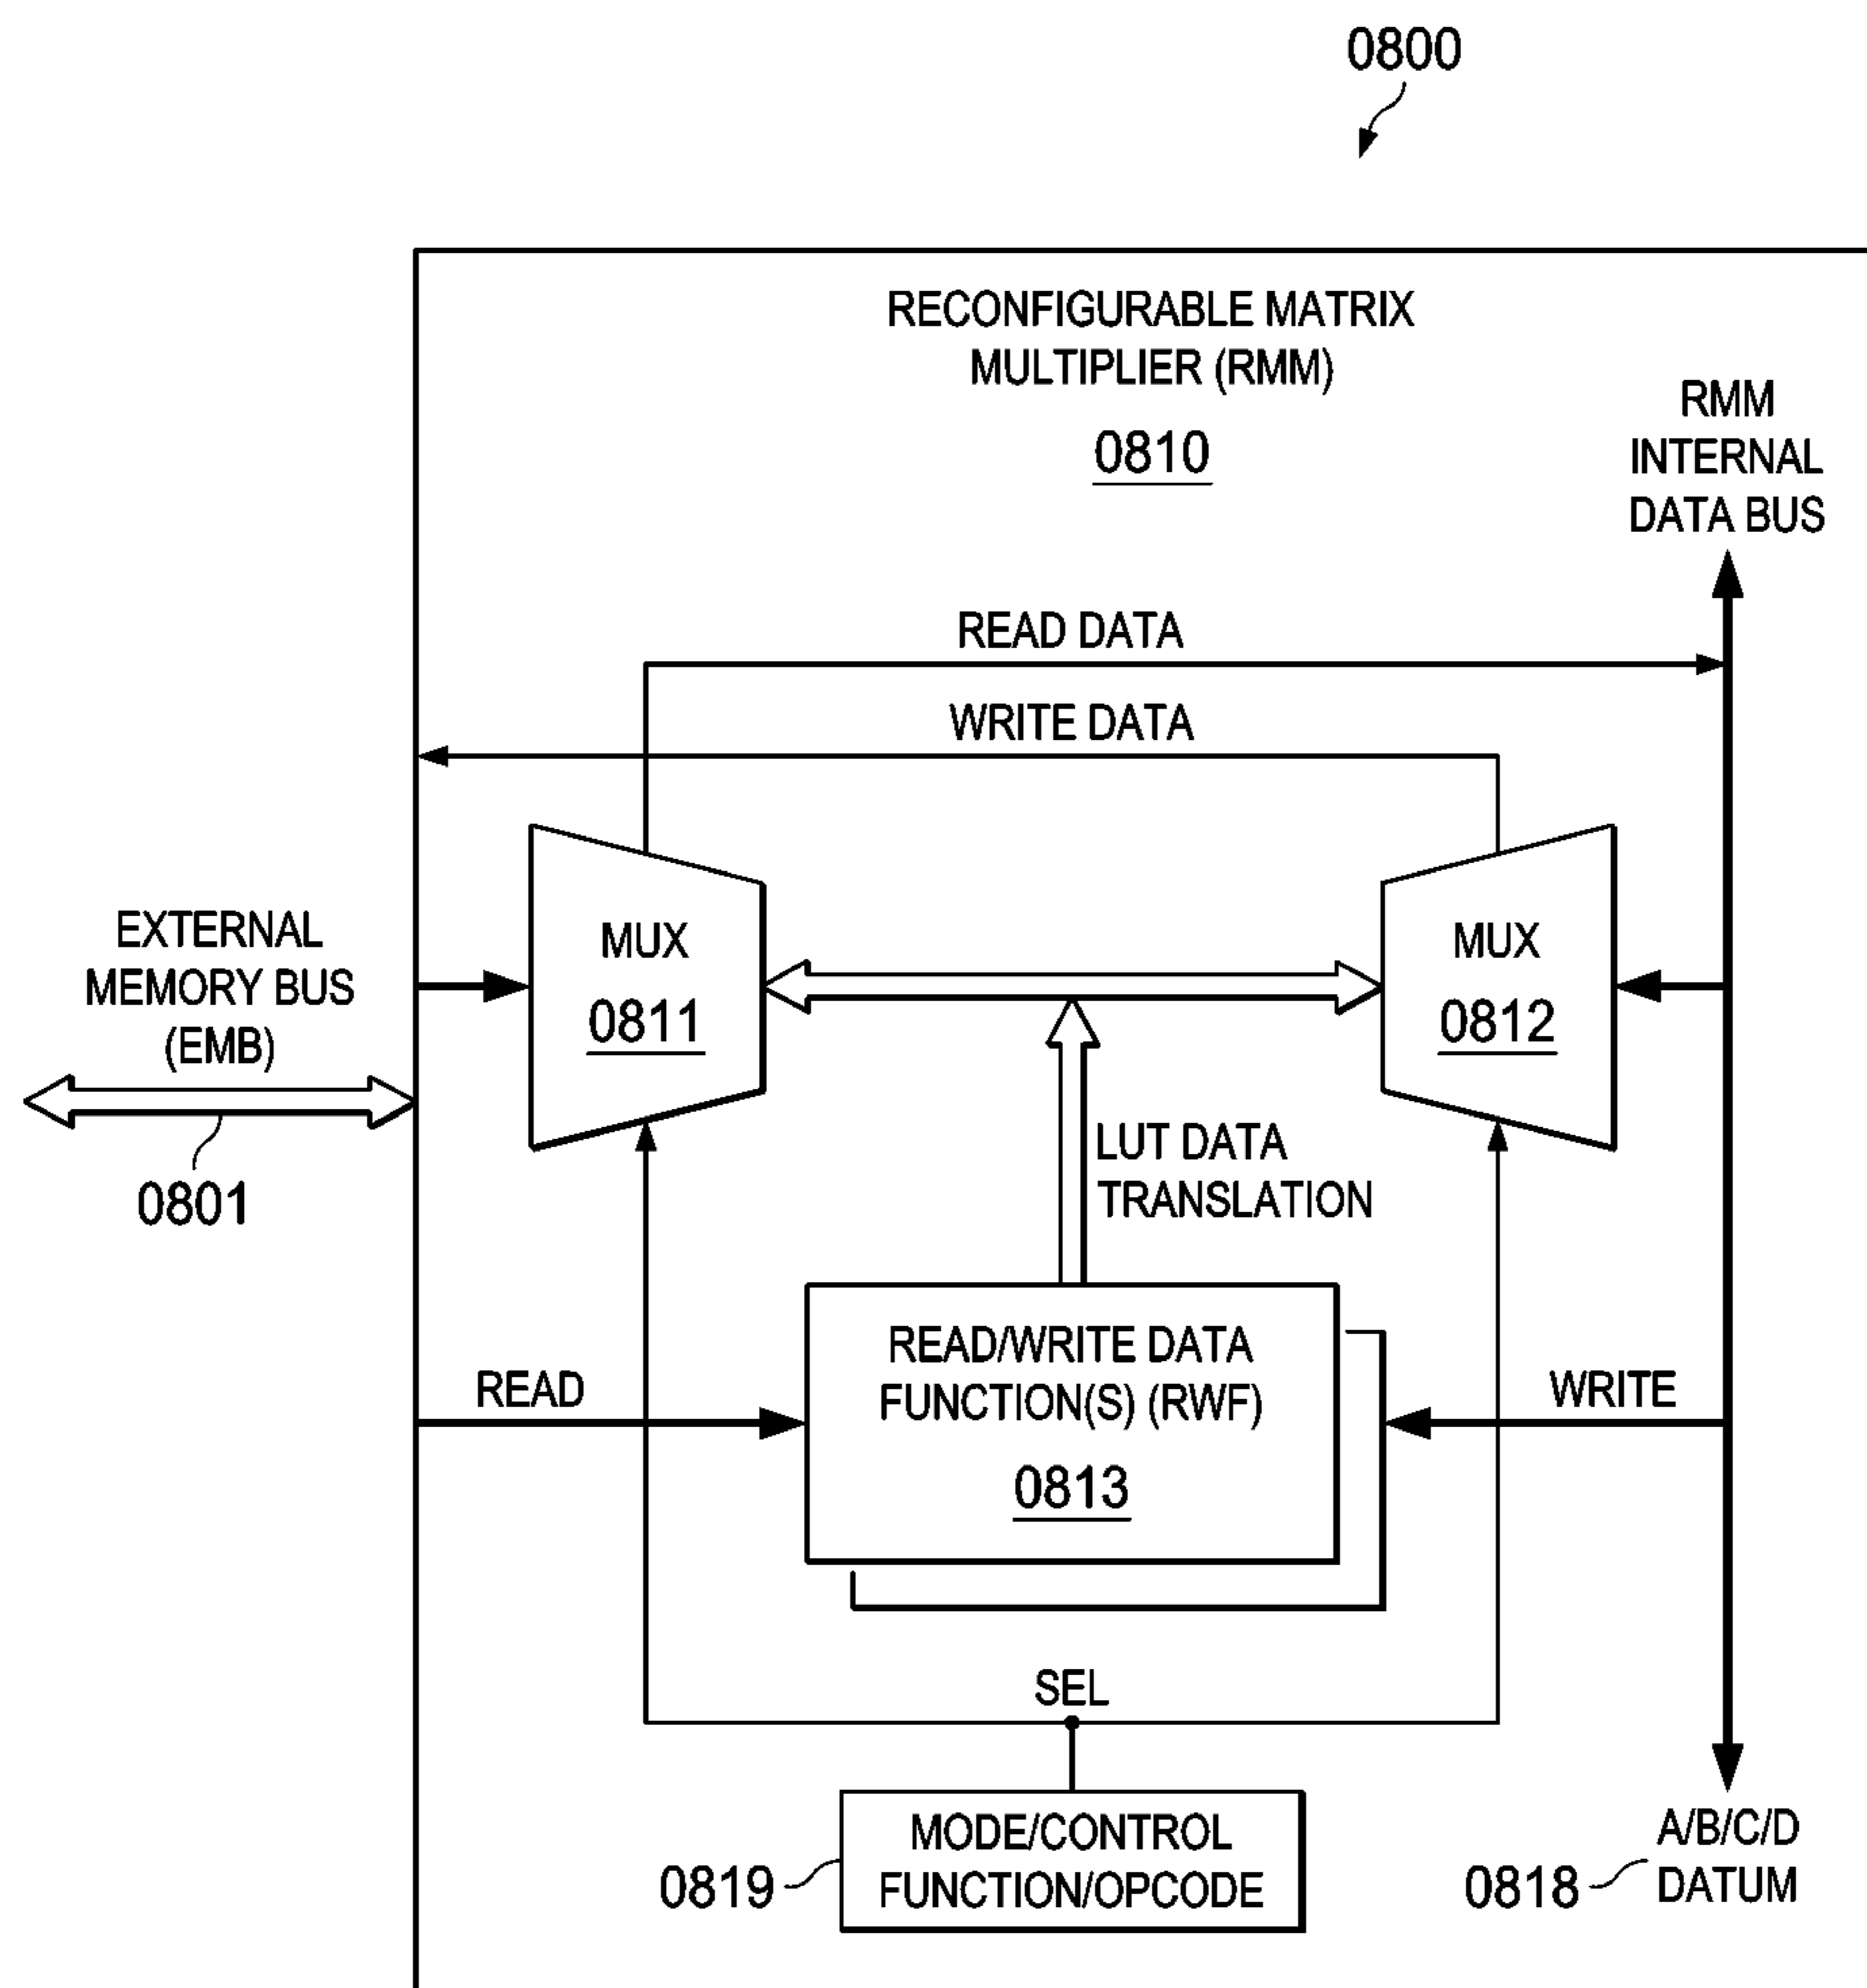 0800
RECONFIGURABLE MATRIX
MULTIPLIER (RMM)
0810
RMM
INTERNAL
DATA BUS
READ DATA
WRITE DATA
EXTERNAL
MEMORY BUS
(EMB)
0801
MUX
0811
MUX
0812
LUT DATA
TRANSLATION
READ/WRITE DATA
FUNCTION(S) (RWF)
0813
READ
WRITE
SEL
MODE/CONTROL
FUNCTION/OPCODE
0819
A/B/C/D
DATUM
0818